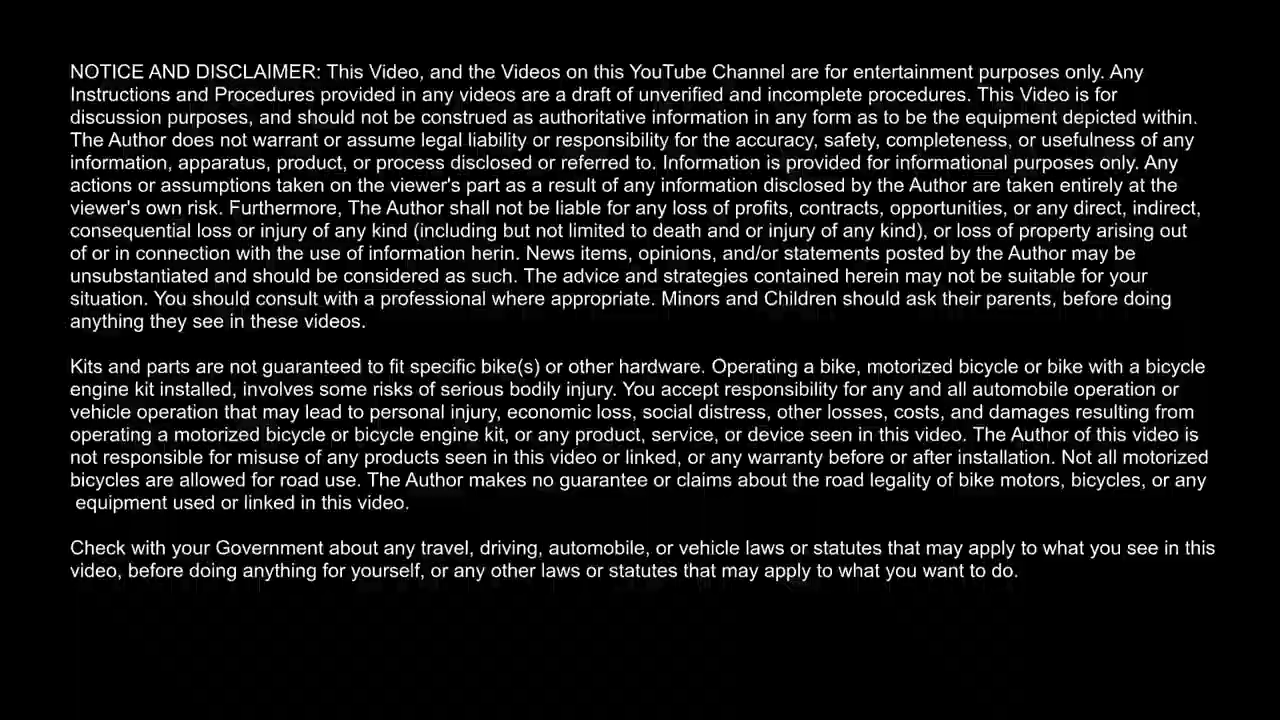 NOTICE AND DISCLAIMER: This Video, and the Videos on this YouTube Channel are for entertainment purposes only. Any
Instructions and Procedures provided in any videos are a draft of unverified and incomplete procedures. This Video is for
discussion purposes, and should not be construed as authoritative information in any form as to be the equipment depicted within.
The Author does not warrant or assume legal liability or responsibility for the accuracy, safety, completeness, or usefulness of any
information, apparatus, product, or process disclosed or referred to. Information is provided for informational purposes only. Any
actions or assumptions taken on the viewer's part as a result of any information disclosed by the Author are taken entirely at the
viewer's own risk. Furthermore, The Author shall not be liable for any loss of profits, contracts, opportunities, or any direct, indirect,
consequential loss or injury of any kind (including but not limited to death and or injury of any kind), or loss of property arising out
of or in connection with the use of information herin. News items, opinions, and/or statements posted by the Author may be
unsubstantiated and should be considered as such. The advice and strategies contained herein may not be suitable for your
situation. You should consult with a professional where appropriate. Minors and Children should ask their parents, before doing
anything they see in these videos.
Kits and parts are not guaranteed to fit specific bike(s) or other hardware. Operating a bike, motorized bicycle or bike with a bicycle
engine kit installed, involves some risks of serious bodily injury. You accept responsibility for any and all automobile operation or
vehicle operation that may lead to personal injury, economic loss, social distress, other losses, costs, and damages resulting from
operating a motorized bicycle or bicycle engine kit, or any product, service, or device seen in this video. The Author of this video is
not responsible for misuse of any products seen in this video or linked, or any warranty before or after installation. Not all motorized
bicycles are allowed for road use. The Author makes no guarantee or claims about the road legality of bike motors, bicycles, or any
equipment used or linked in this video.
Check with your Government about any travel, driving, automobile, or vehicle laws or statutes that may apply to what you see in this
video, before doing anything for yourself, or any other laws or statutes that may apply to what you want to do.